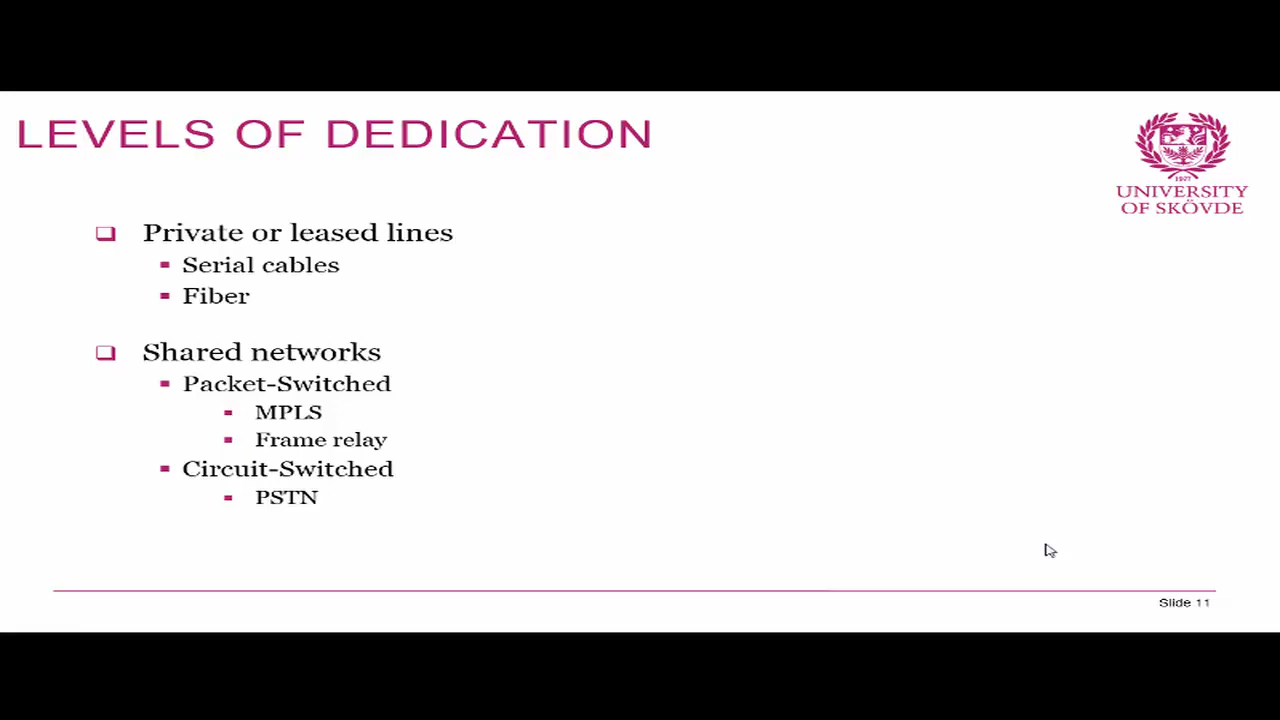 LEVELS OF DEDICATION
1977
UNIVERSITY
OF SKÖVDE
Private or leased lines
Serial cables
Fiber
Shared networks
Packet-Switched
MPLS
Frame relay
Circuit-Switched
PSTN
Slide 11